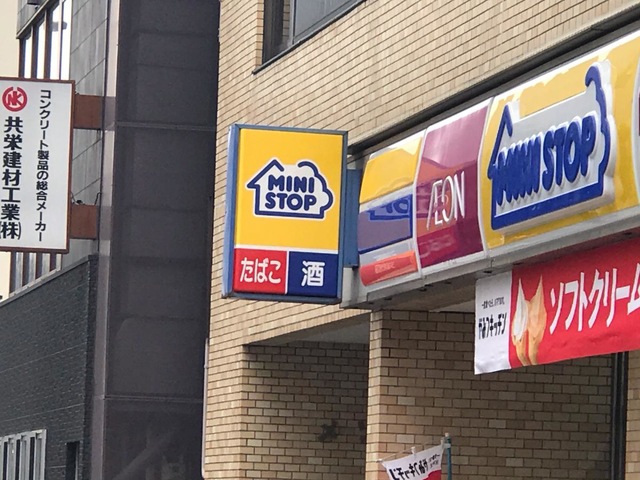 コンクリート製品の総合メーカー
共栄建材工業(株)
MINI
STOP
たばこ
酒
ÆON
MINI STOP
ソフトクリーム